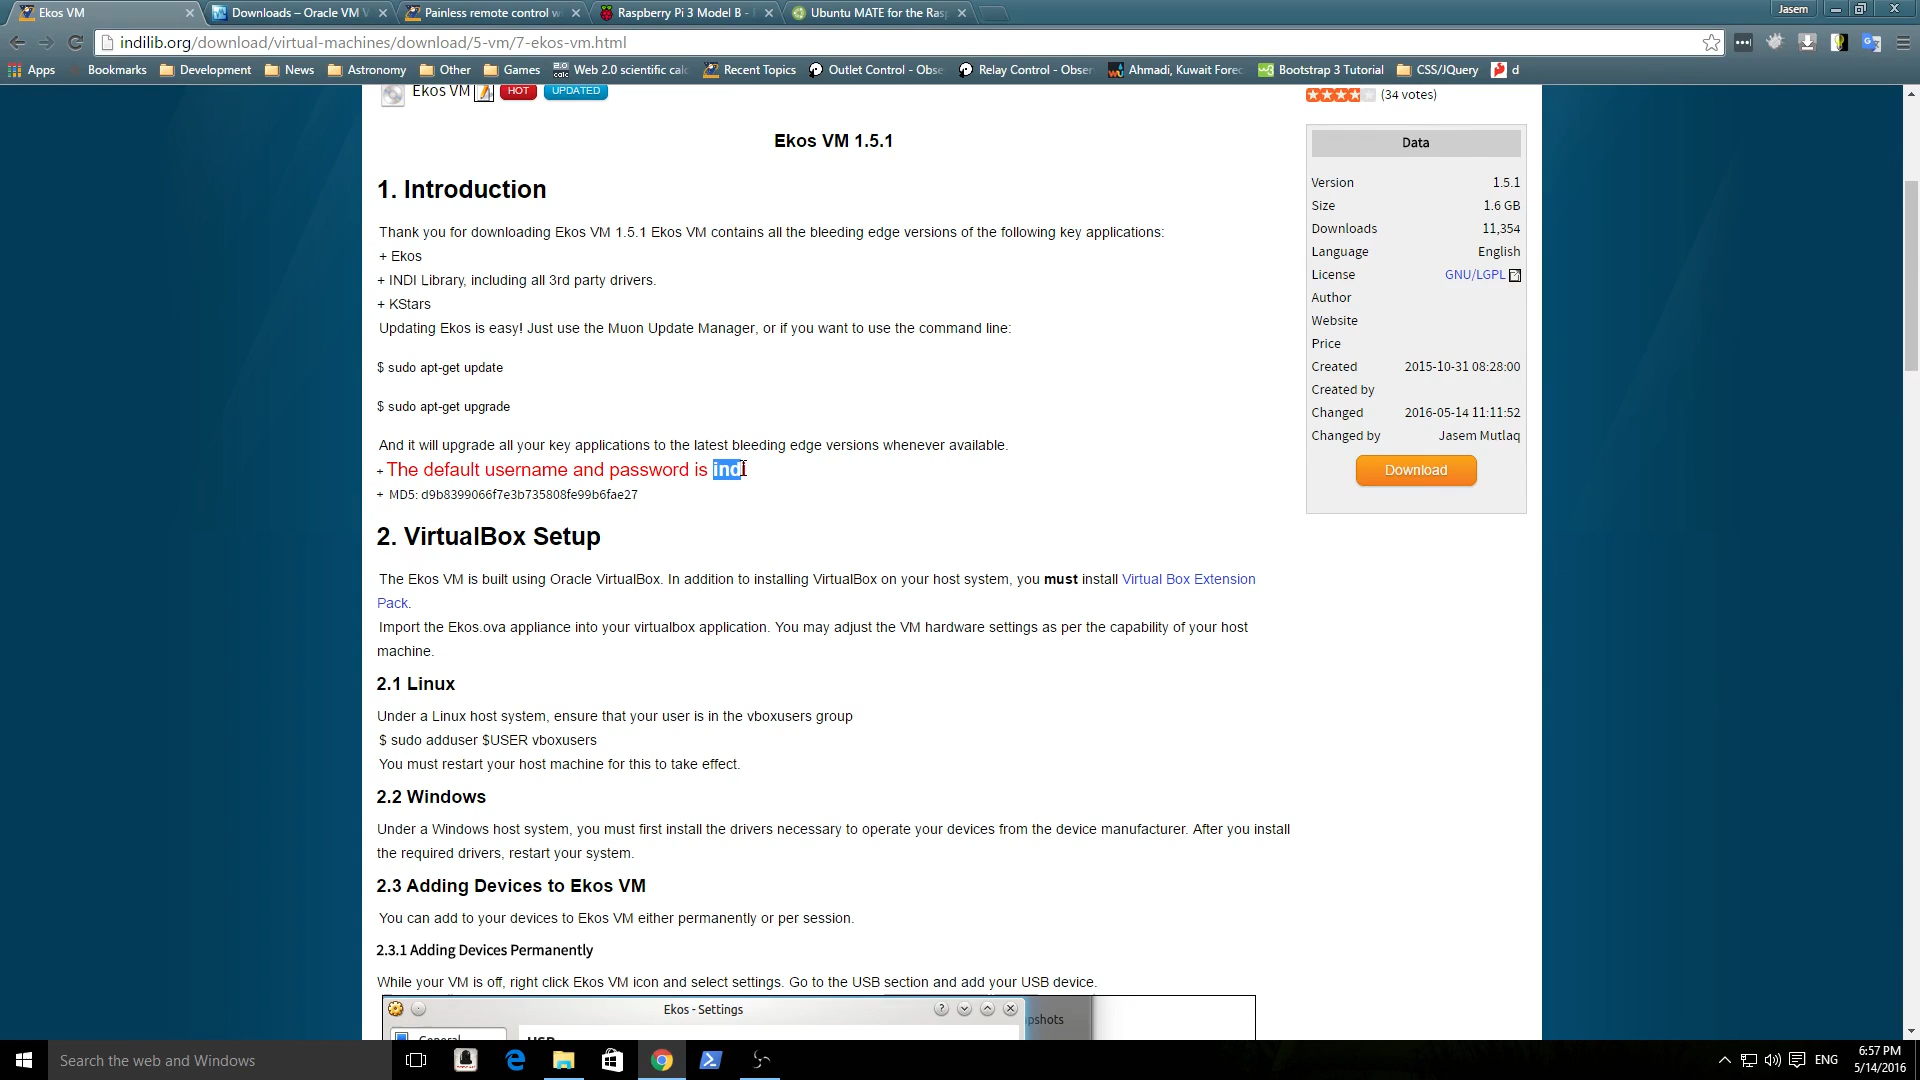 Ekos VM
Downloads – Oracle VM V
Painless remote control w
Raspberry Pi 3 Model B -
Ubuntu MATE for the Rasp
Jasem
indilib.org/download/virtual-machines/download/5-vm/7-ekos-vm.html
Apps
Bookmarks
Development
News
Astronomy
Other
Games
Web 2.0 scientific calc
Recent Topics
Outlet Control - Obse
Relay Control - Obser
Ahmadi, Kuwait Forec
Bootstrap 3 Tutorial
CSS/JQuery
d
Ekos VM HOT UPDATED
(34 votes)
Ekos VM 1.5.1
Data
1. Introduction
Version 1.5.1
Size 1.6 GB
Downloads 11,354
Language English
License GNU/LGPL
Author
Website
Price
Created 2015-10-31 08:28:00
Created by
Changed 2016-05-14 11:11:52
Changed by Jasem Mutlaq
Download
Thank you for downloading Ekos VM 1.5.1 Ekos VM contains all the bleeding edge versions of the following key applications:
+ Ekos
+ INDI Library, including all 3rd party drivers.
+ KStars
Updating Ekos is easy! Just use the Muon Update Manager, or if you want to use the command line:
$ sudo apt-get update
$ sudo apt-get upgrade
And it will upgrade all your key applications to the latest bleeding edge versions whenever available.
+ The default username and password is indi
+ MD5: d9b8399066f7e3b735808fe99b6fae27
2. VirtualBox Setup
The Ekos VM is built using Oracle VirtualBox. In addition to installing VirtualBox on your host system, you must install Virtual Box Extension
Pack.
Import the Ekos.ova appliance into your virtualbox application. You may adjust the VM hardware settings as per the capability of your host
machine.
2.1 Linux
Under a Linux host system, ensure that your user is in the vboxusers group
$ sudo adduser $USER vboxusers
You must restart your host machine for this to take effect.
2.2 Windows
Under a Windows host system, you must first install the drivers necessary to operate your devices from the device manufacturer. After you install
the required drivers, restart your system.
2.3 Adding Devices to Ekos VM
You can add to your devices to Ekos VM either permanently or per session.
2.3.1 Adding Devices Permanently
While your VM is off, right click Ekos VM icon and select settings. Go to the USB section and add your USB device.
Ekos - Settings
pshots
General
USB
Search the web and Windows
ENG
6:57 PM
5/14/2016